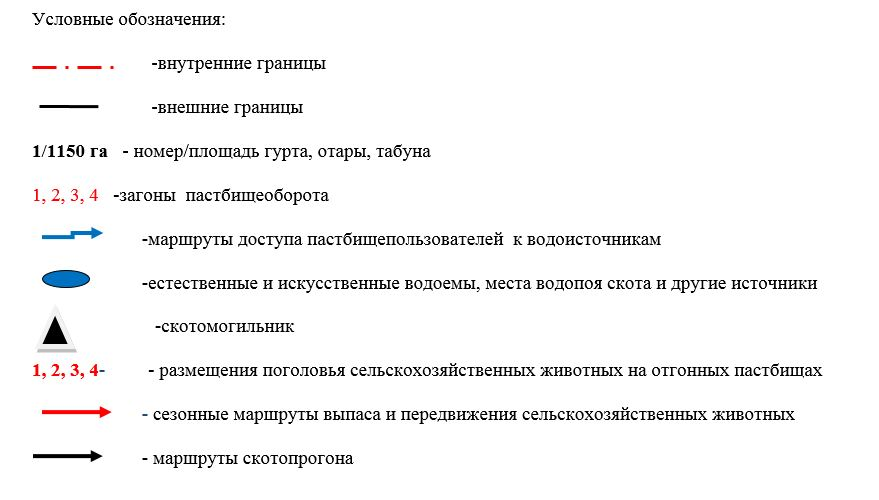 Условные обозначения:
-внутренние границы
-внешние границы
1/1150 га - номер/площадь гурта, отары, табуна
1, 2, 3, 4 -загоны пастбищеоборота
-маршруты доступа пастбищепользователей к водоисточникам
-естественные и искусственные водоемы, места водопоя скота и другие источники
-скотомогильник
1, 2, 3, 4- - размещения поголовья сельскохозяйственных животных на отгонных пастбищах
- сезонные маршруты выпаса и передвижения сельскохозяйственных животных
- маршруты скотопрогона